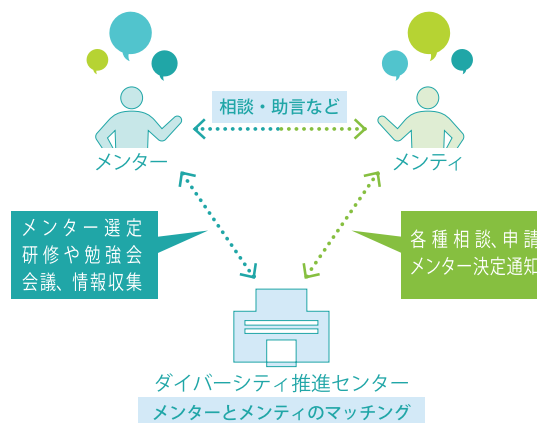 相談・助言など
メンター
メンティ
メンター選定
研修や勉強会
会議、情報収集
各種相談、申請
メンター決定通知
ダイバーシティ推進センター
メンターとメンティのマッチング